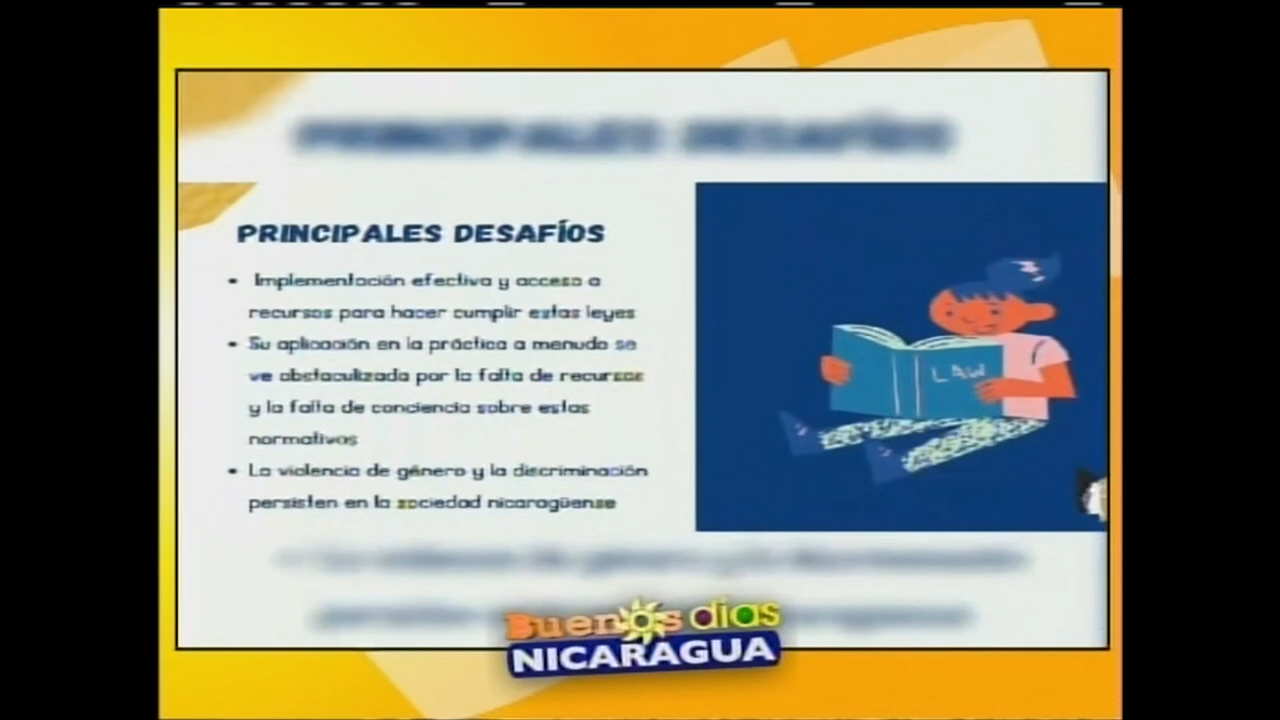 PRINCIPALES DESAFÍOS
PRINCIPALES DESAFÍOS
• Implementación efectiva y acceso a
recursos para hacer cumplir estas leyes
• Su aplicación en la práctica a menudo se
ve obstaculizada por la falta de recursos
y la falta de conciencia sobre estas
normativas
• La violencia de género y la discriminación
persisten en la sociedad nicaragüense
LAW
Buenos días
NICARAGUA